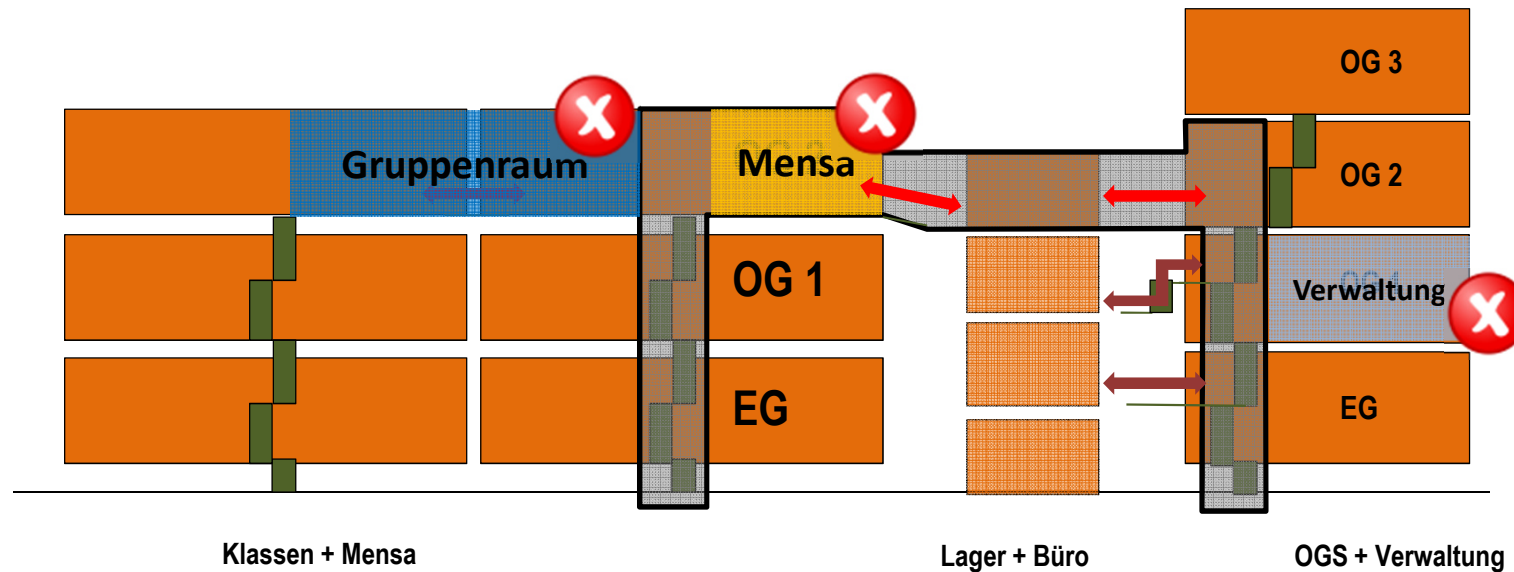 OG 3
Gruppenraum
Mensa
OG 2
OG 1
Verwaltung
EG
EG
Klassen + Mensa
Lager + Büro
OGS + Verwaltung